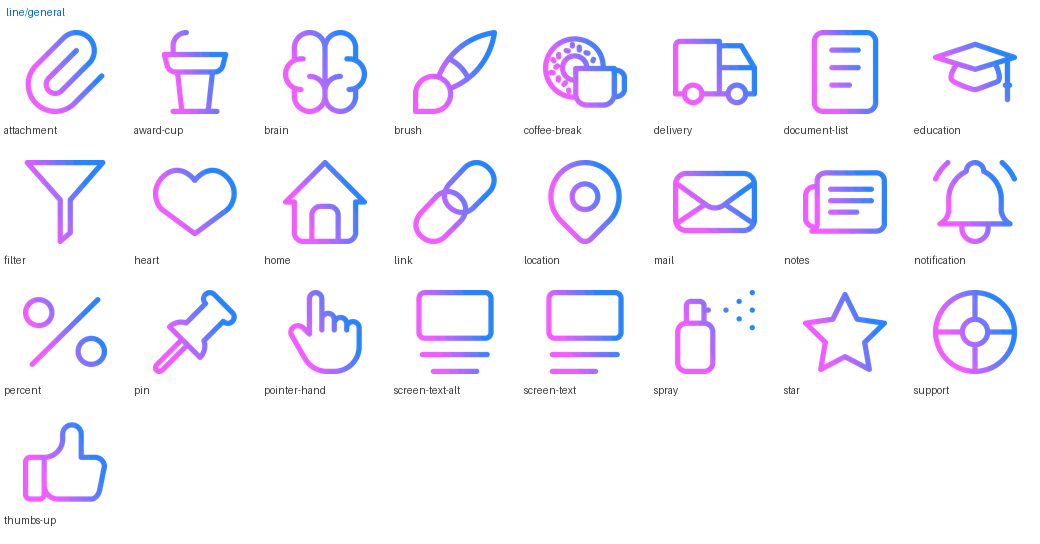 line/general
attachment
award-cup
brain
brush
coffee-break
delivery
document-list
education
filter
heart
home
link
location
mail
notes
notification
percent
pin
pointer-hand
screen-text-alt
screen-text
spray
star
support
thumbs-up